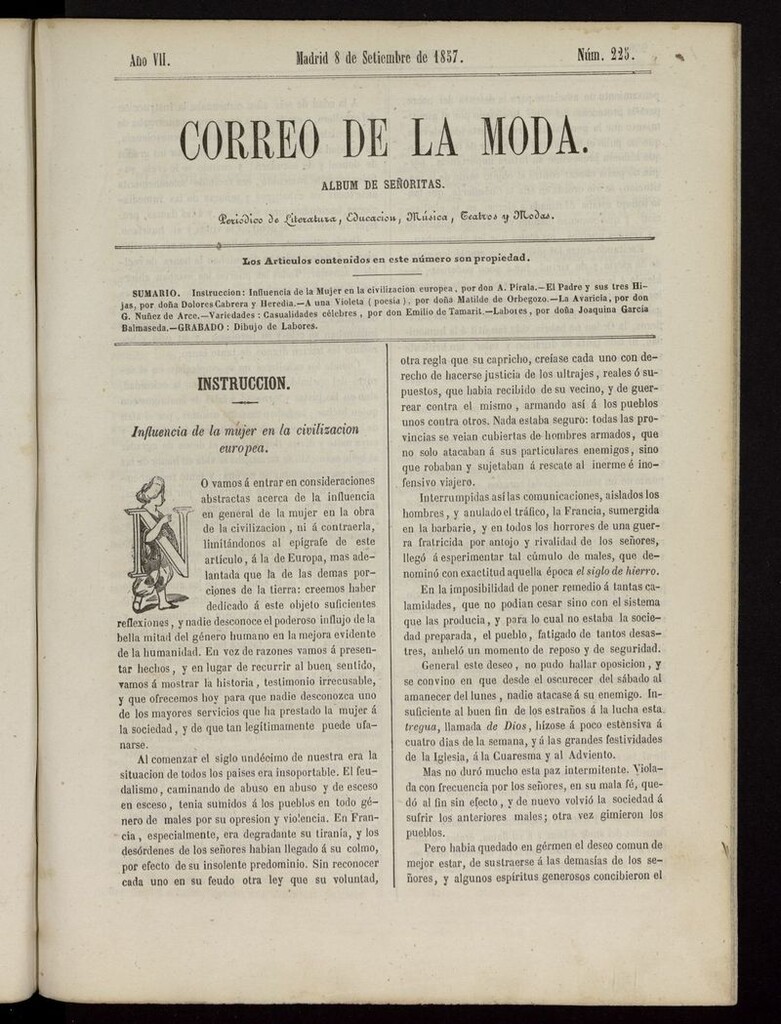 Año VII.
Madrid 8 de Setiembre de 1857.
Núm. 225.
CORREO DE LA MODA.
ALBUM DE SEÑORITAS.
Periódico de Literatura, Educacion, Música, Teatros y Modas.
Los Artículos contenidos en este número son propiedad.
SUMARIO. Instruccion: Influencia de la Mujer en la civilizacion europea, por don A. Pirala.—El Padre y sus tres Hi-
jas, por doña Dolores Cabrera y Heredia.—A una Violeta (poesía), por doña Matilde de Orbegozo.—La Avaricia, por don
G. Nuñez de Arce.—Variedades: Casualidades célebres, por don Emilio de Tamarit.—Labores, por doña Joaquina García
Balmaseda.—GRABADO: Dibujo de Labores.
INSTRUCCION.
Influencia de la mujer en la civilizacion
europea.
NO vamos á entrar en consideraciones
abstractas acerca de la influencia
en general de la mujer en la obra
de la civilizacion, ni á contraerla,
limitándonos al epígrafe de este
artículo, á la de Europa, mas ade-
lantada que la de las demas por-
ciones de la tierra: creemos haber
dedicado á este objeto suficientes
reflexiones, y nadie desconoce el poderoso influjo de la
bella mitad del género humano en la mejora evidente
de la humanidad. En vez de razones vamos á presen-
tar hechos, y en lugar de recurrir al buen sentido,
vamos á mostrar la historia, testimonio irrecusable,
y que ofrecemos hoy para que nadie desconozca uno
de los mayores servicios que ha prestado la mujer á
la sociedad, y de que tan legítimamente puede ufa-
narse.
Al comenzar el siglo undécimo de nuestra era la
situacion de todos los paises era insoportable. El feu-
dalismo, caminando de abuso en abuso y de esceso
en esceso, tenia sumidos á los pueblos en todo gé-
nero de males por su opresion y violencia. En Fran-
cia, especialmente, era degradante su tiranía, y los
desórdenes de los señores habian llegado á su colmo,
por efecto de su insolente predominio. Sin reconocer
cada uno en su feudo otra ley que su voluntad,
otra regla que su capricho, creíase cada uno con de-
recho de hacerse justicia de los ultrajes, reales ó su-
puestos, que habia recibido de su vecino, y de guer-
rear contra el mismo, armando así á los pueblos
unos contra otros. Nada estaba seguro: todas las pro-
vincias se veian cubiertas de hombres armados, que
no solo atacaban á sus particulares enemigos, sino
que robaban y sujetaban á rescate al inerme é ino-
fensivo viajero.
Interrumpidas así las comunicaciones, aislados los
hombres, y anulado el tráfico, la Francia, sumergida
en la barbarie, y en todos los horrores de una guer-
ra fratricida por antojo y rivalidad de los señores,
llegó á esperimentar tal cúmulo de males, que de-
nominó con exactitud aquella época el siglo de hierro.
En la imposibilidad de poner remedio á tantas ca-
lamidades, que no podian cesar sino con el sistema
que las producia, y para lo cual no estaba la socie-
dad preparada, el pueblo, fatigado de tantos desas-
tres, anheló un momento de reposo y de seguridad.
General este deseo, no pudo hallar oposicion, y
se convino en que desde el oscurecer del sábado al
amanecer del lunes, nadie atacase á su enemigo. In-
suficiente al buen fin de los estraños á la lucha esta
tregua, llamada de Dios, hízose á poco estensiva á
cuatro dias de la semana, y á las grandes festividades
de la Iglesia, á la Cuaresma y al Adviento.
Mas no duró mucho esta paz intermitente. Viola-
da con frecuencia por los señores, en su mala fé, que-
dó al fin sin efecto, y de nuevo volvió la sociedad á
sufrir los anteriores males; otra vez gimieron los
pueblos.
Pero habia quedado en gérmen el deseo comun de
mejor estar, de sustraerse á las demasías de los se-
ñores, y algunos espíritus generosos concibieron el